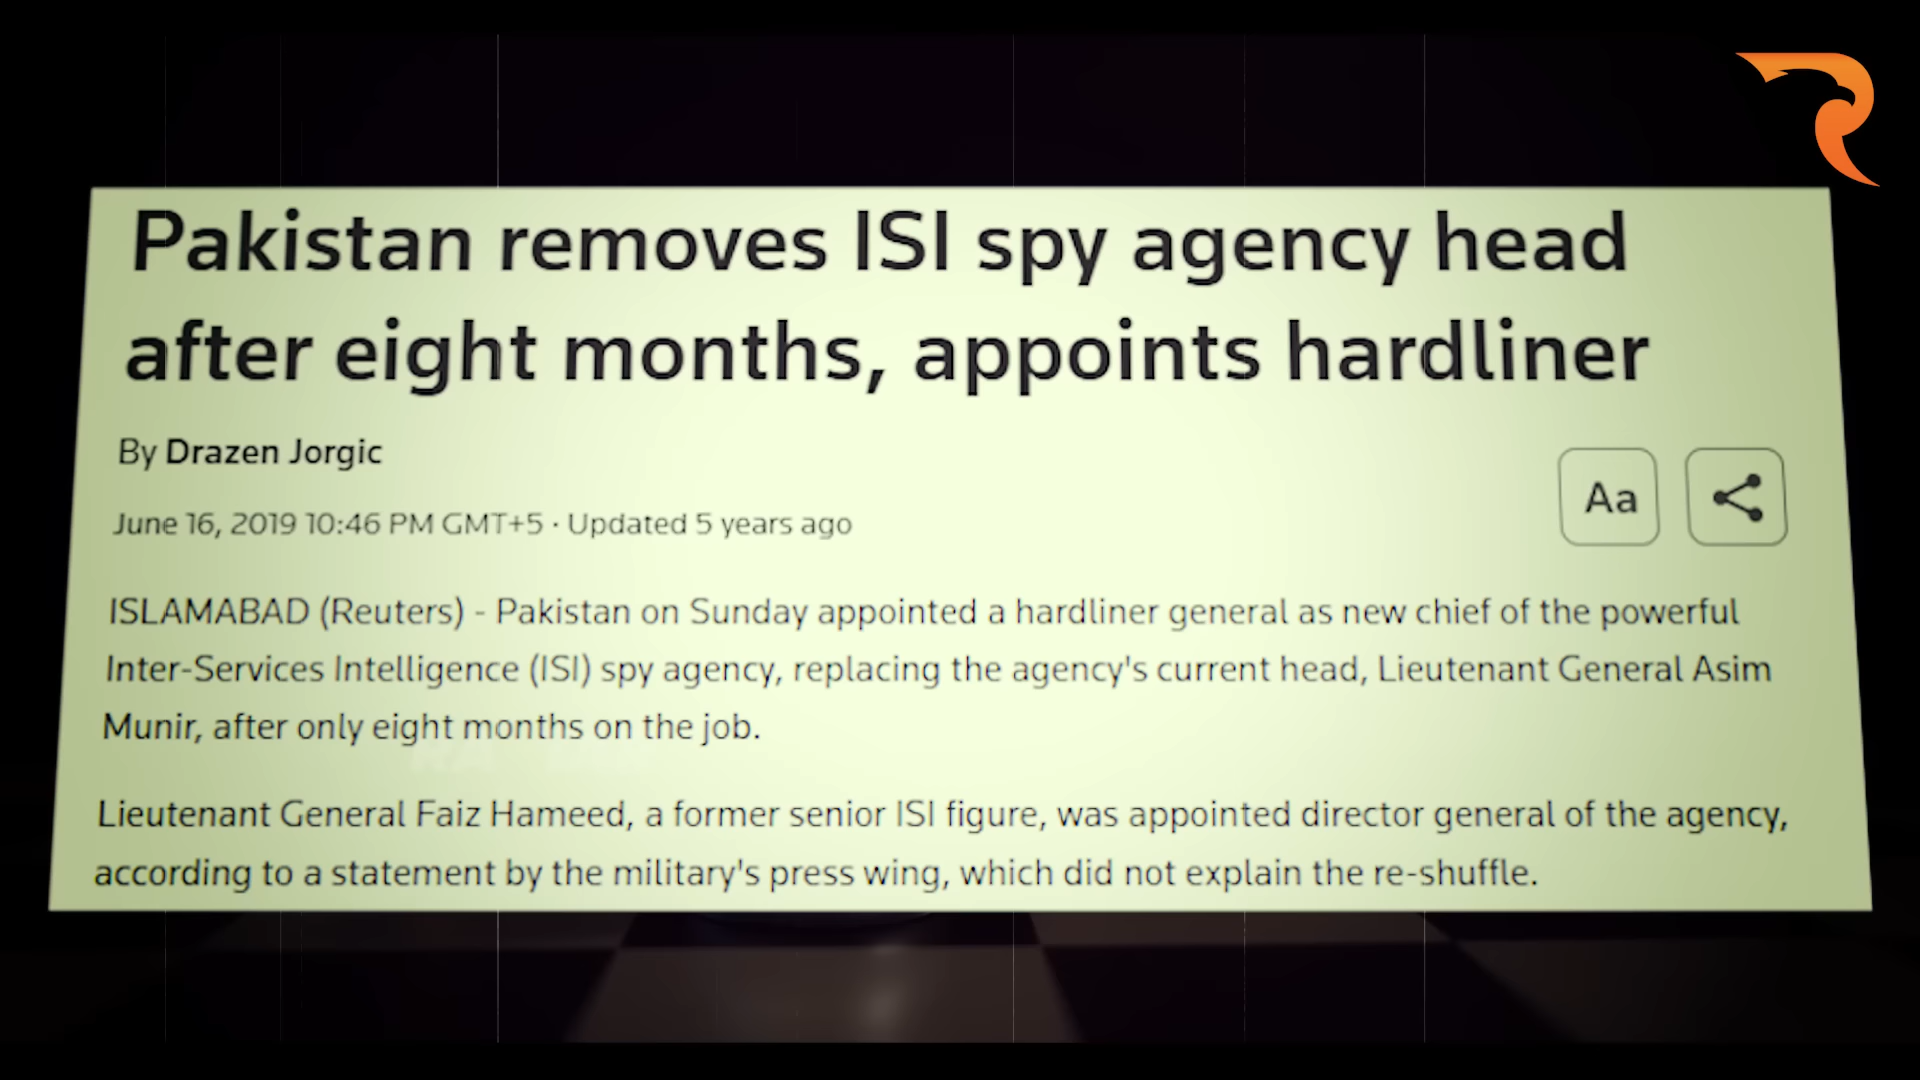 Pakistan removes ISI spy agency head
after eight months, appoints hardliner
By Drazen Jorgic
June 16, 2019 10:46 PM GMT+5 · Updated 5 years ago
Aa
ISLAMABAD (Reuters) - Pakistan on Sunday appointed a hardliner general as new chief of the powerful
Inter-Services Intelligence (ISI) spy agency, replacing the agency's current head, Lieutenant General Asim
Munir, after only eight months on the job.
Lieutenant General Faiz Hameed, a former senior ISI figure, was appointed director general of the agency,
according to a statement by the military's press wing, which did not explain the re-shuffle.